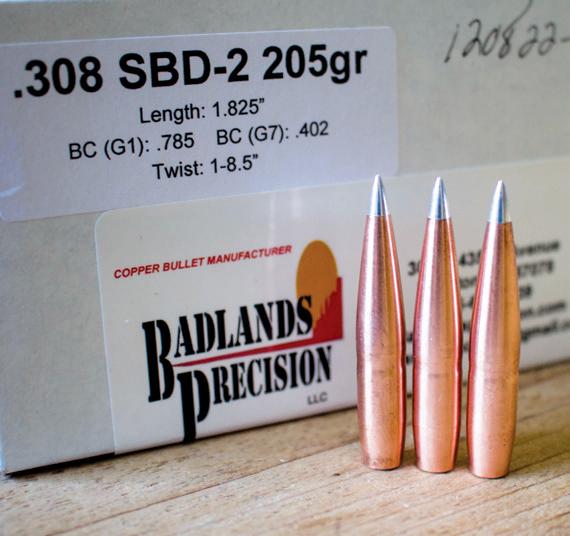 .308 SBD-2 205gr
Length: 1.825”
BC (G1): .785 BC (G7): .402
Twist: 1-8.5”
120822-
COPPER BULLET MANUFACTURER
BADLANDS
PRECISION
LLC